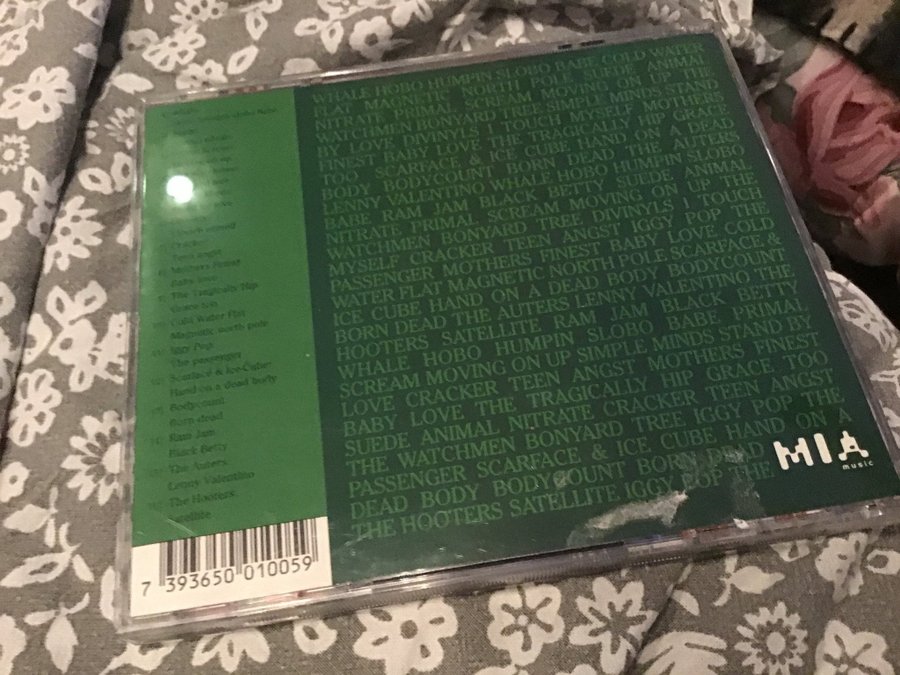 Cracker
Teen angst
Mothers Finest
Baby love
The Tragically Hip
Grace too
Cold Water Flat
Magnetic north pole
Iggy Pop
The passenger
Scarface & Ice Cube
Hand on a dead body
Bodycount
Born dead
Ram Jam
Black Betty
The Auters
Lenny Valentino
The Hooters
Satellite
7 393650 010059
WHALE HOBO HUMPIN SLOBO BABE COLD WATER
FLAT MAGNETIC NORTH POLE SUEDE ANIMAL
NITRATE PRIMAL SCREAM MOVING ON UP THE
WATCHMEN BONYARD TREE SIMPLE MINDS STAND
BY LOVE DIVINYLS I TOUCH MYSELF MOTHERS
FINEST BABY LOVE THE TRAGICALLY HIP GRACE
TOO SCARFACE & ICE CUBE HAND ON A DEAD
BODY BODYCOUNT BORN DEAD THE AUTERS
LENNY VALENTINO WHALE HOBO HUMPIN SLOBO
BABE RAM JAM BLACK BETTY SUEDE ANIMAL
NITRATE PRIMAL SCREAM MOVING ON UP THE
WATCHMEN BONYARD TREE DIVINYLS I TOUCH
MYSELF CRACKER TEEN ANGST IGGY POP THE
PASSENGER MOTHERS FINEST BABY LOVE COLD
WATER FLAT MAGNETIC NORTH POLE SCARFACE &
ICE CUBE HAND ON A DEAD BODY BODYCOUNT
BORN DEAD THE AUTERS LENNY VALENTINO THE
HOOTERS SATELLITE RAM JAM BLACK BETTY
WHALE HOBO HUMPIN SLOBO BABE PRIMAL
SCREAM MOVING ON UP SIMPLE MINDS STAND BY
LOVE CRACKER TEEN ANGST MOTHERS FINEST
BABY LOVE THE TRAGICALLY HIP GRACE TOO
SUEDE ANIMAL NITRATE CRACKER TEEN ANGST
THE WATCHMEN BONYARD TREE IGGY POP THE
PASSENGER SCARFACE & ICE CUBE HAND ON A
DEAD BODY BODYCOUNT BORN DEAD
THE HOOTERS SATELLITE IGGY POP THE
MIA
music